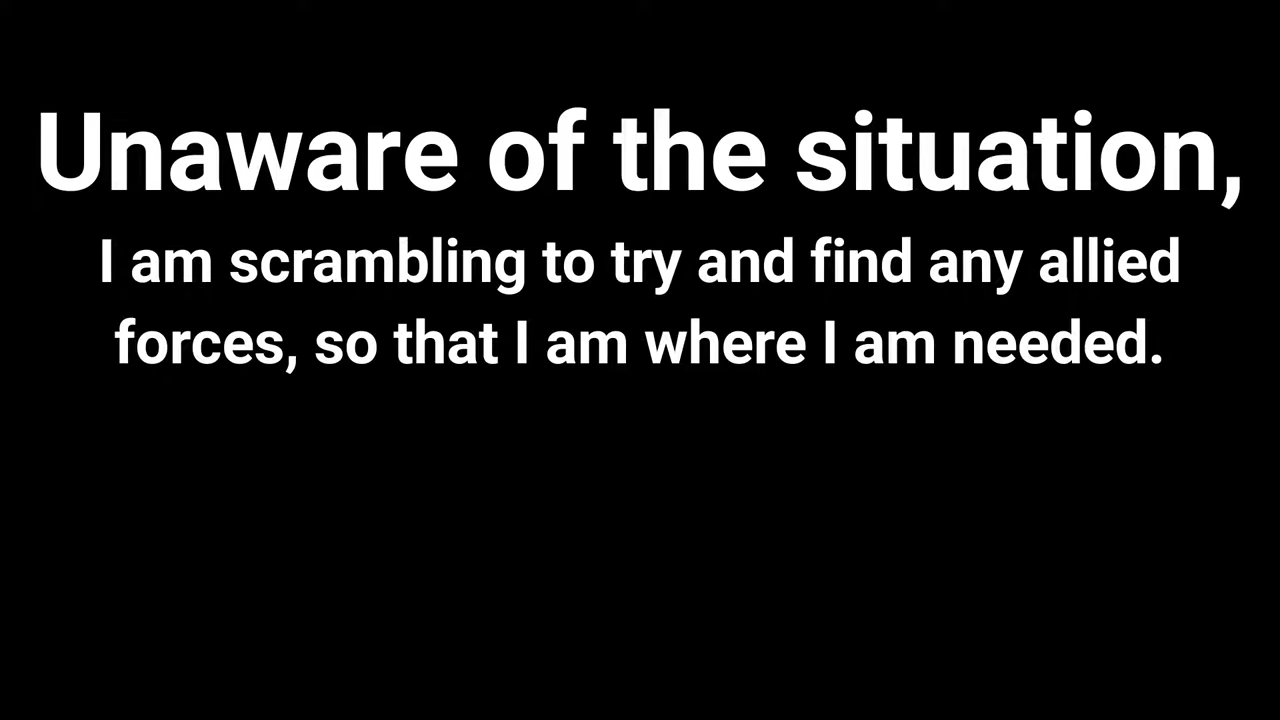 Unaware of the situation,
I am scrambling to try and find any allied
forces, so that I am where I am needed.